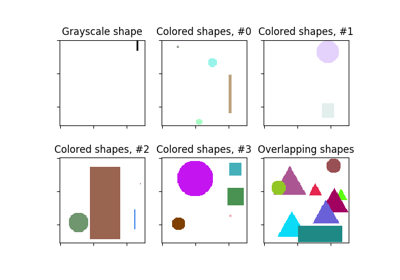 Grayscale shape
Colored shapes, #0
Colored shapes, #1
Colored shapes, #2
Colored shapes, #3
Overlapping shapes